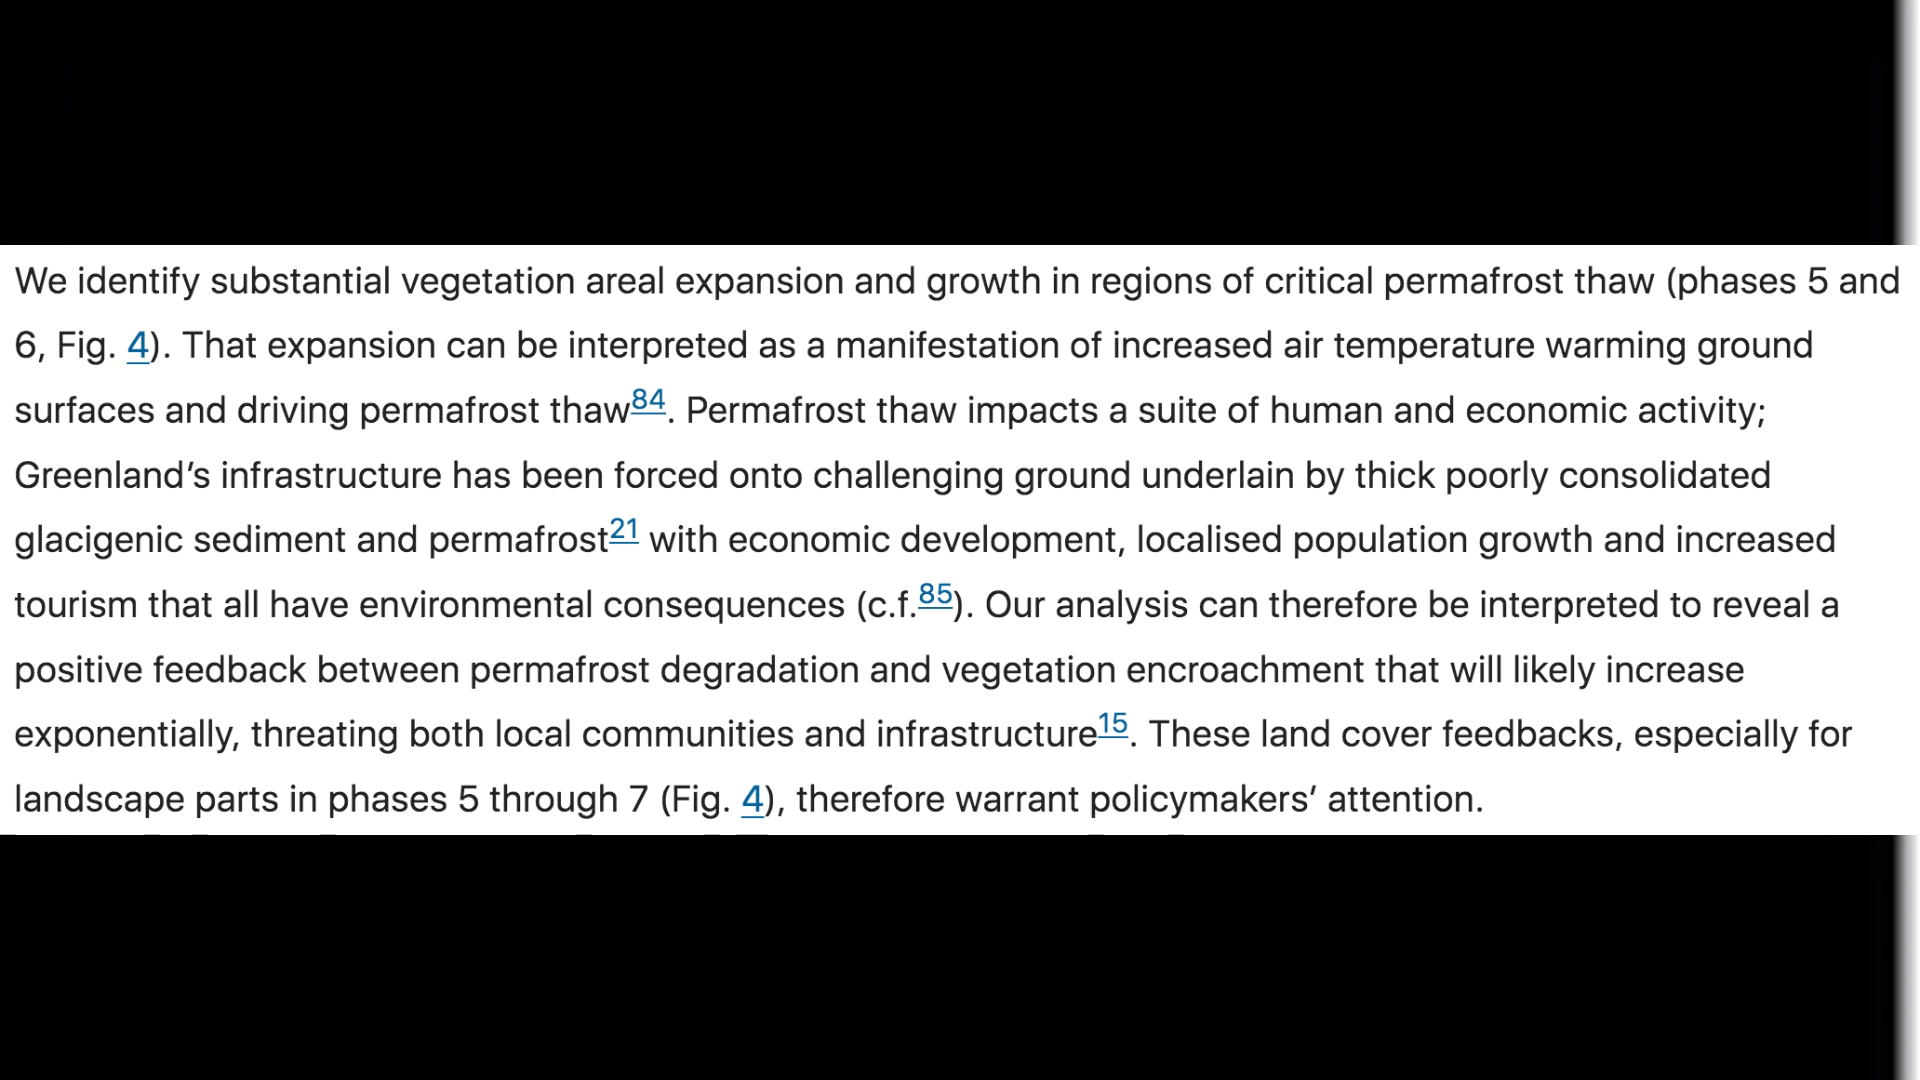 We identify substantial vegetation areal expansion and growth in regions of critical permafrost thaw (phases 5 and
6, Fig. 4). That expansion can be interpreted as a manifestation of increased air temperature warming ground
surfaces and driving permafrost thaw84. Permafrost thaw impacts a suite of human and economic activity;
Greenland’s infrastructure has been forced onto challenging ground underlain by thick poorly consolidated
glacigenic sediment and permafrost21 with economic development, localised population growth and increased
tourism that all have environmental consequences (c.f.85). Our analysis can therefore be interpreted to reveal a
positive feedback between permafrost degradation and vegetation encroachment that will likely increase
exponentially, threating both local communities and infrastructure15. These land cover feedbacks, especially for
landscape parts in phases 5 through 7 (Fig. 4), therefore warrant policymakers’ attention.